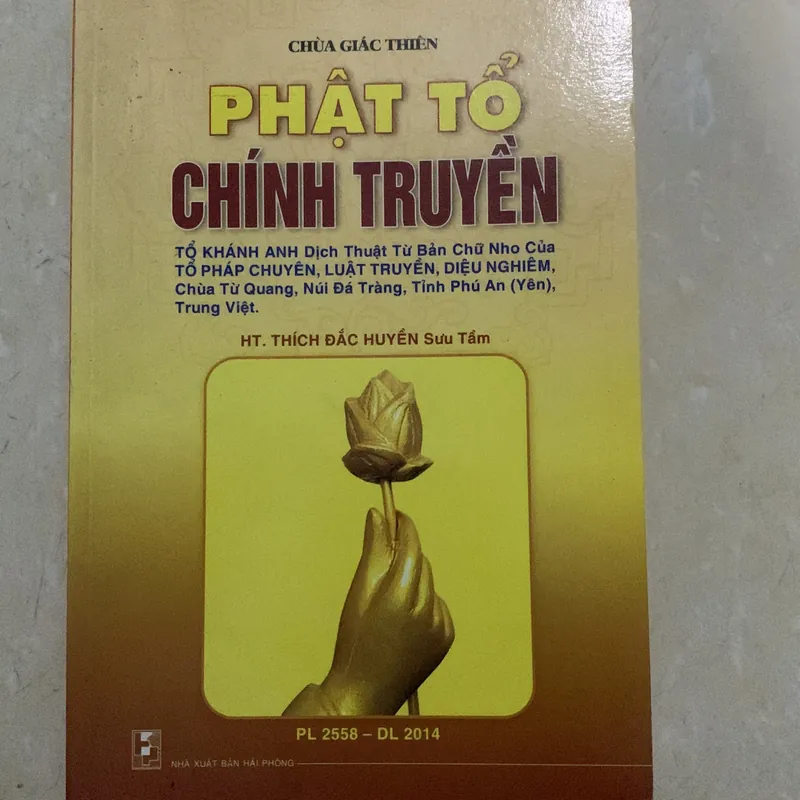 CHÙA GIÁC THIÊN
PHẬT TỔ
CHÍNH TRUYỀN
TỔ KHÁNH ANH Dịch Thuật Từ Bản Chữ Nho Của
TỔ PHÁP CHUYÊN, LUẬT TRUYỀN, DIỆU NGHIÊM,
Chùa Từ Quang, Núi Đá Tràng, Tỉnh Phú An (Yên),
Trung Việt.
HT. THÍCH ĐẮC HUYỀN Sưu Tầm
PL 2558 – DL 2014
NHÀ XUẤT BẢN HẢI PHÒNG